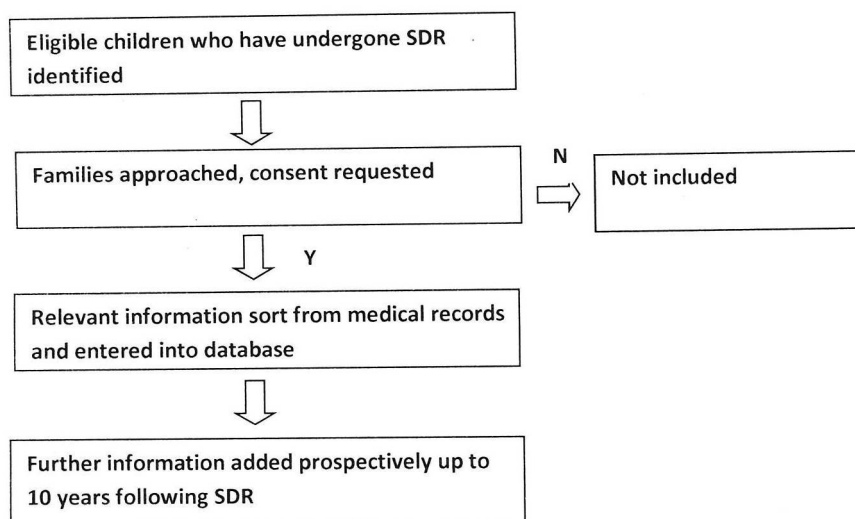 Eligible children who have undergone SDR
identified
Families approached, consent requested
N
Not included
Y
Relevant information sort from medical records
and entered into database
Further information added prospectively up to
10 years following SDR